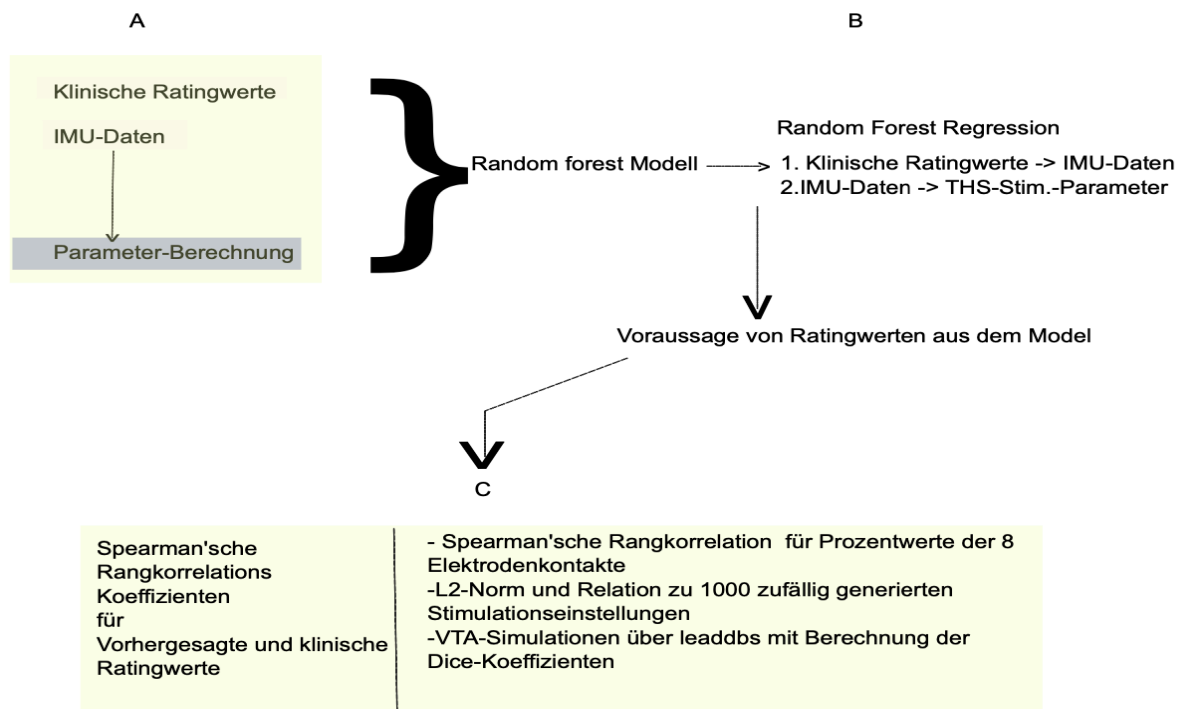 A
B
Klinische Ratingwerte
IMU-Daten
Parameter-Berechnung
Random forest Modell
Random Forest Regression
1. Klinische Ratingwerte -> IMU-Daten
2.IMU-Daten -> THS-Stim.-Parameter
Voraussage von Ratingwerten aus dem Model
C
Spearman'sche
Rangkorrelations
Koeffizienten
für
Vorhergesagte und klinische
Ratingwerte
- Spearman'sche Rangkorrelation für Prozentwerte der 8
Elektrodenkontakte
-L2-Norm und Relation zu 1000 zufällig generierten
Stimulationseinstellungen
-VTA-Simulationen über leaddbs mit Berechnung der
Dice-Koeffizienten